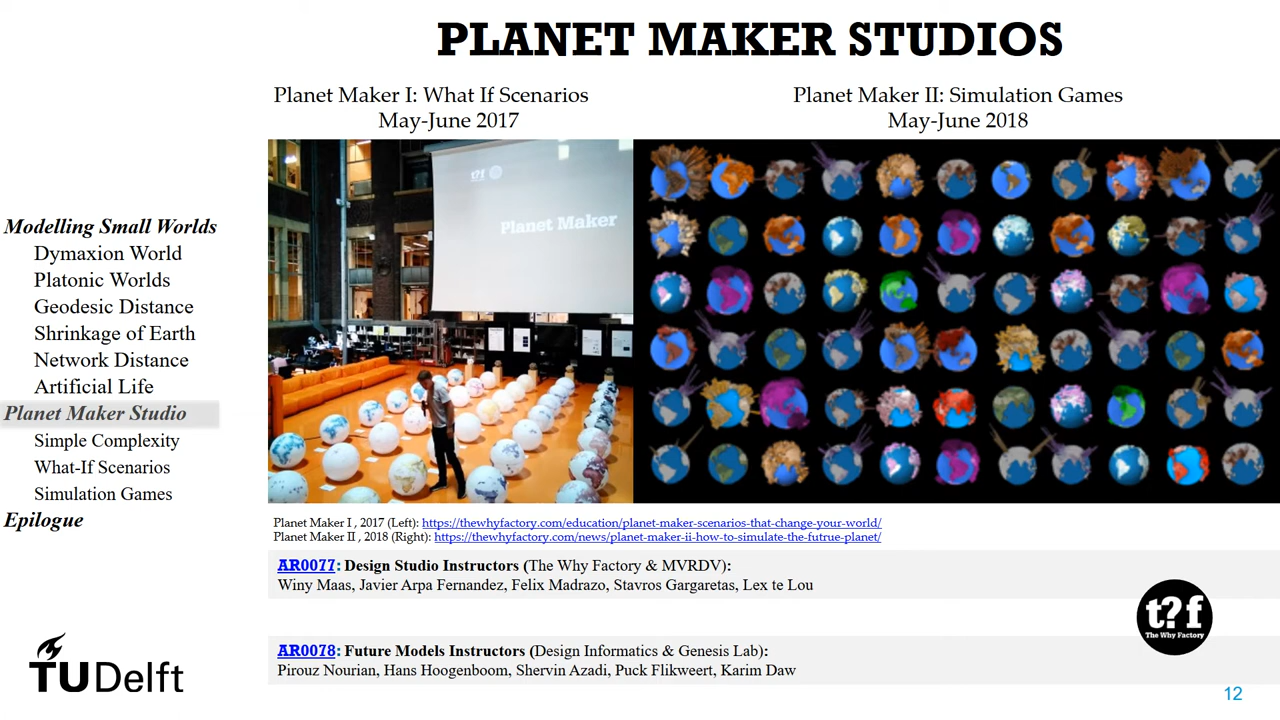 PLANET MAKER STUDIOS
Planet Maker I: What If Scenarios
May-June 2017
Planet Maker II: Simulation Games
May-June 2018
t?f
Planet Maker
Modelling Small Worlds
Dymaxion World
Platonic Worlds
Geodesic Distance
Shrinkage of Earth
Network Distance
Artificial Life
Planet Maker Studio
Simple Complexity
What-If Scenarios
Simulation Games
Epilogue
Planet Maker I , 2017 (Left): https://thewhyfactory.com/education/planet-maker-scenarios-that-change-your-world/
Planet Maker II , 2018 (Right): https://thewhyfactory.com/news/planet-maker-ii-how-to-simulate-the-futrue-planet/
AR0077: Design Studio Instructors (The Why Factory & MVRDV):
Winy Maas, Javier Arpa Fernandez, Felix Madrazo, Stavros Gargaretas, Lex te Lou
t?f
The Why Factory
AR0078: Future Models Instructors (Design Informatics & Genesis Lab):
Pirouz Nourian, Hans Hoogenboom, Shervin Azadi, Puck Flikweert, Karim Daw
TUDelft
12